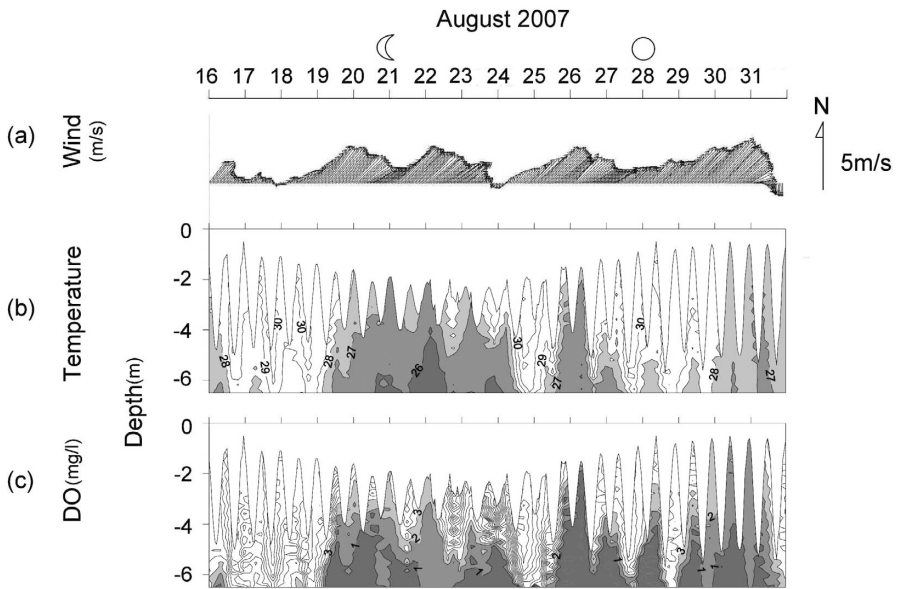 August 2007
16 17 18 19 20 21 22 23 24 25 26 27 28 29 30 31
(a) Wind (m/s)
N
5m/s
(b) Temperature
0
-2
-4
-6
28 29 30 30 28 27 26 30 29 27 30 28 27
Depth(m)
(c) DO(mg/l)
0
-2
-4
-6
3 1 3 2 1 1 2 1 3 2 1 1